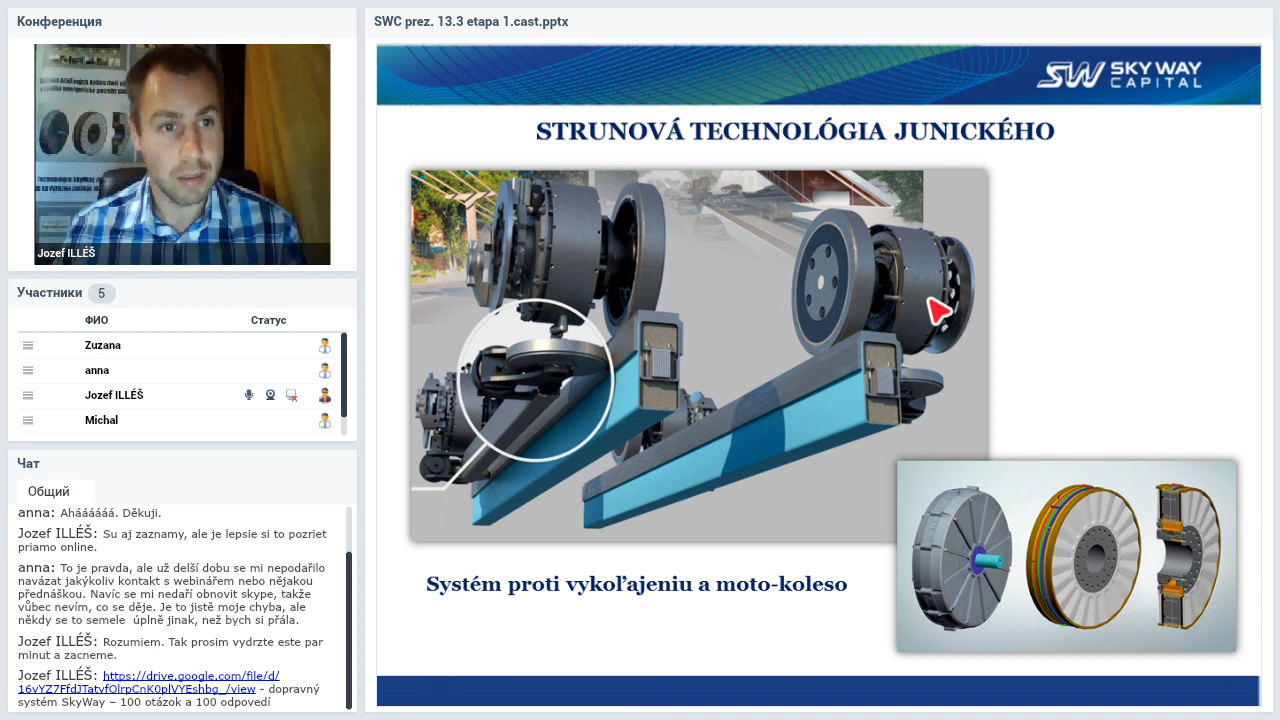 Конференция
Jozef ILLÉŠ
Участники 5
ФИО Статус
Zuzana
anna
Jozef ILLÉŠ
Michal
Чат
Общий
anna: Aháááááá. Děkuji.
Jozef ILLÉŠ: Su aj zaznamy, ale je lepsie si to pozriet
priamo online.
anna: To je pravda, ale už delší dobu se mi nepodařilo
navázat jakýkoliv kontakt s webinářem nebo nějakou
přednáškou. Navíc se mi nedaří obnovit skype, takže
vůbec nevím, co se děje. Je to jistě moje chyba, ale
někdy se to semele úplně jinak, než bych si přála.
Jozef ILLÉŠ: Rozumiem. Tak prosim vydrzte este par
minut a zacneme.
Jozef ILLÉŠ: https://drive.google.com/file/d/
16vYZ7FfdJTatvfOlrpCnK0plVYEshbg_/view - dopravný
systém SkyWay – 100 otázok a 100 odpovedí
SWC prez. 13.3 etapa 1.cast.pptx
SW SKY WAY
CAPITAL
STRUNOVÁ TECHNOLÓGIA JUNICKÉHO
Systém proti vykoľajeniu a moto-koleso